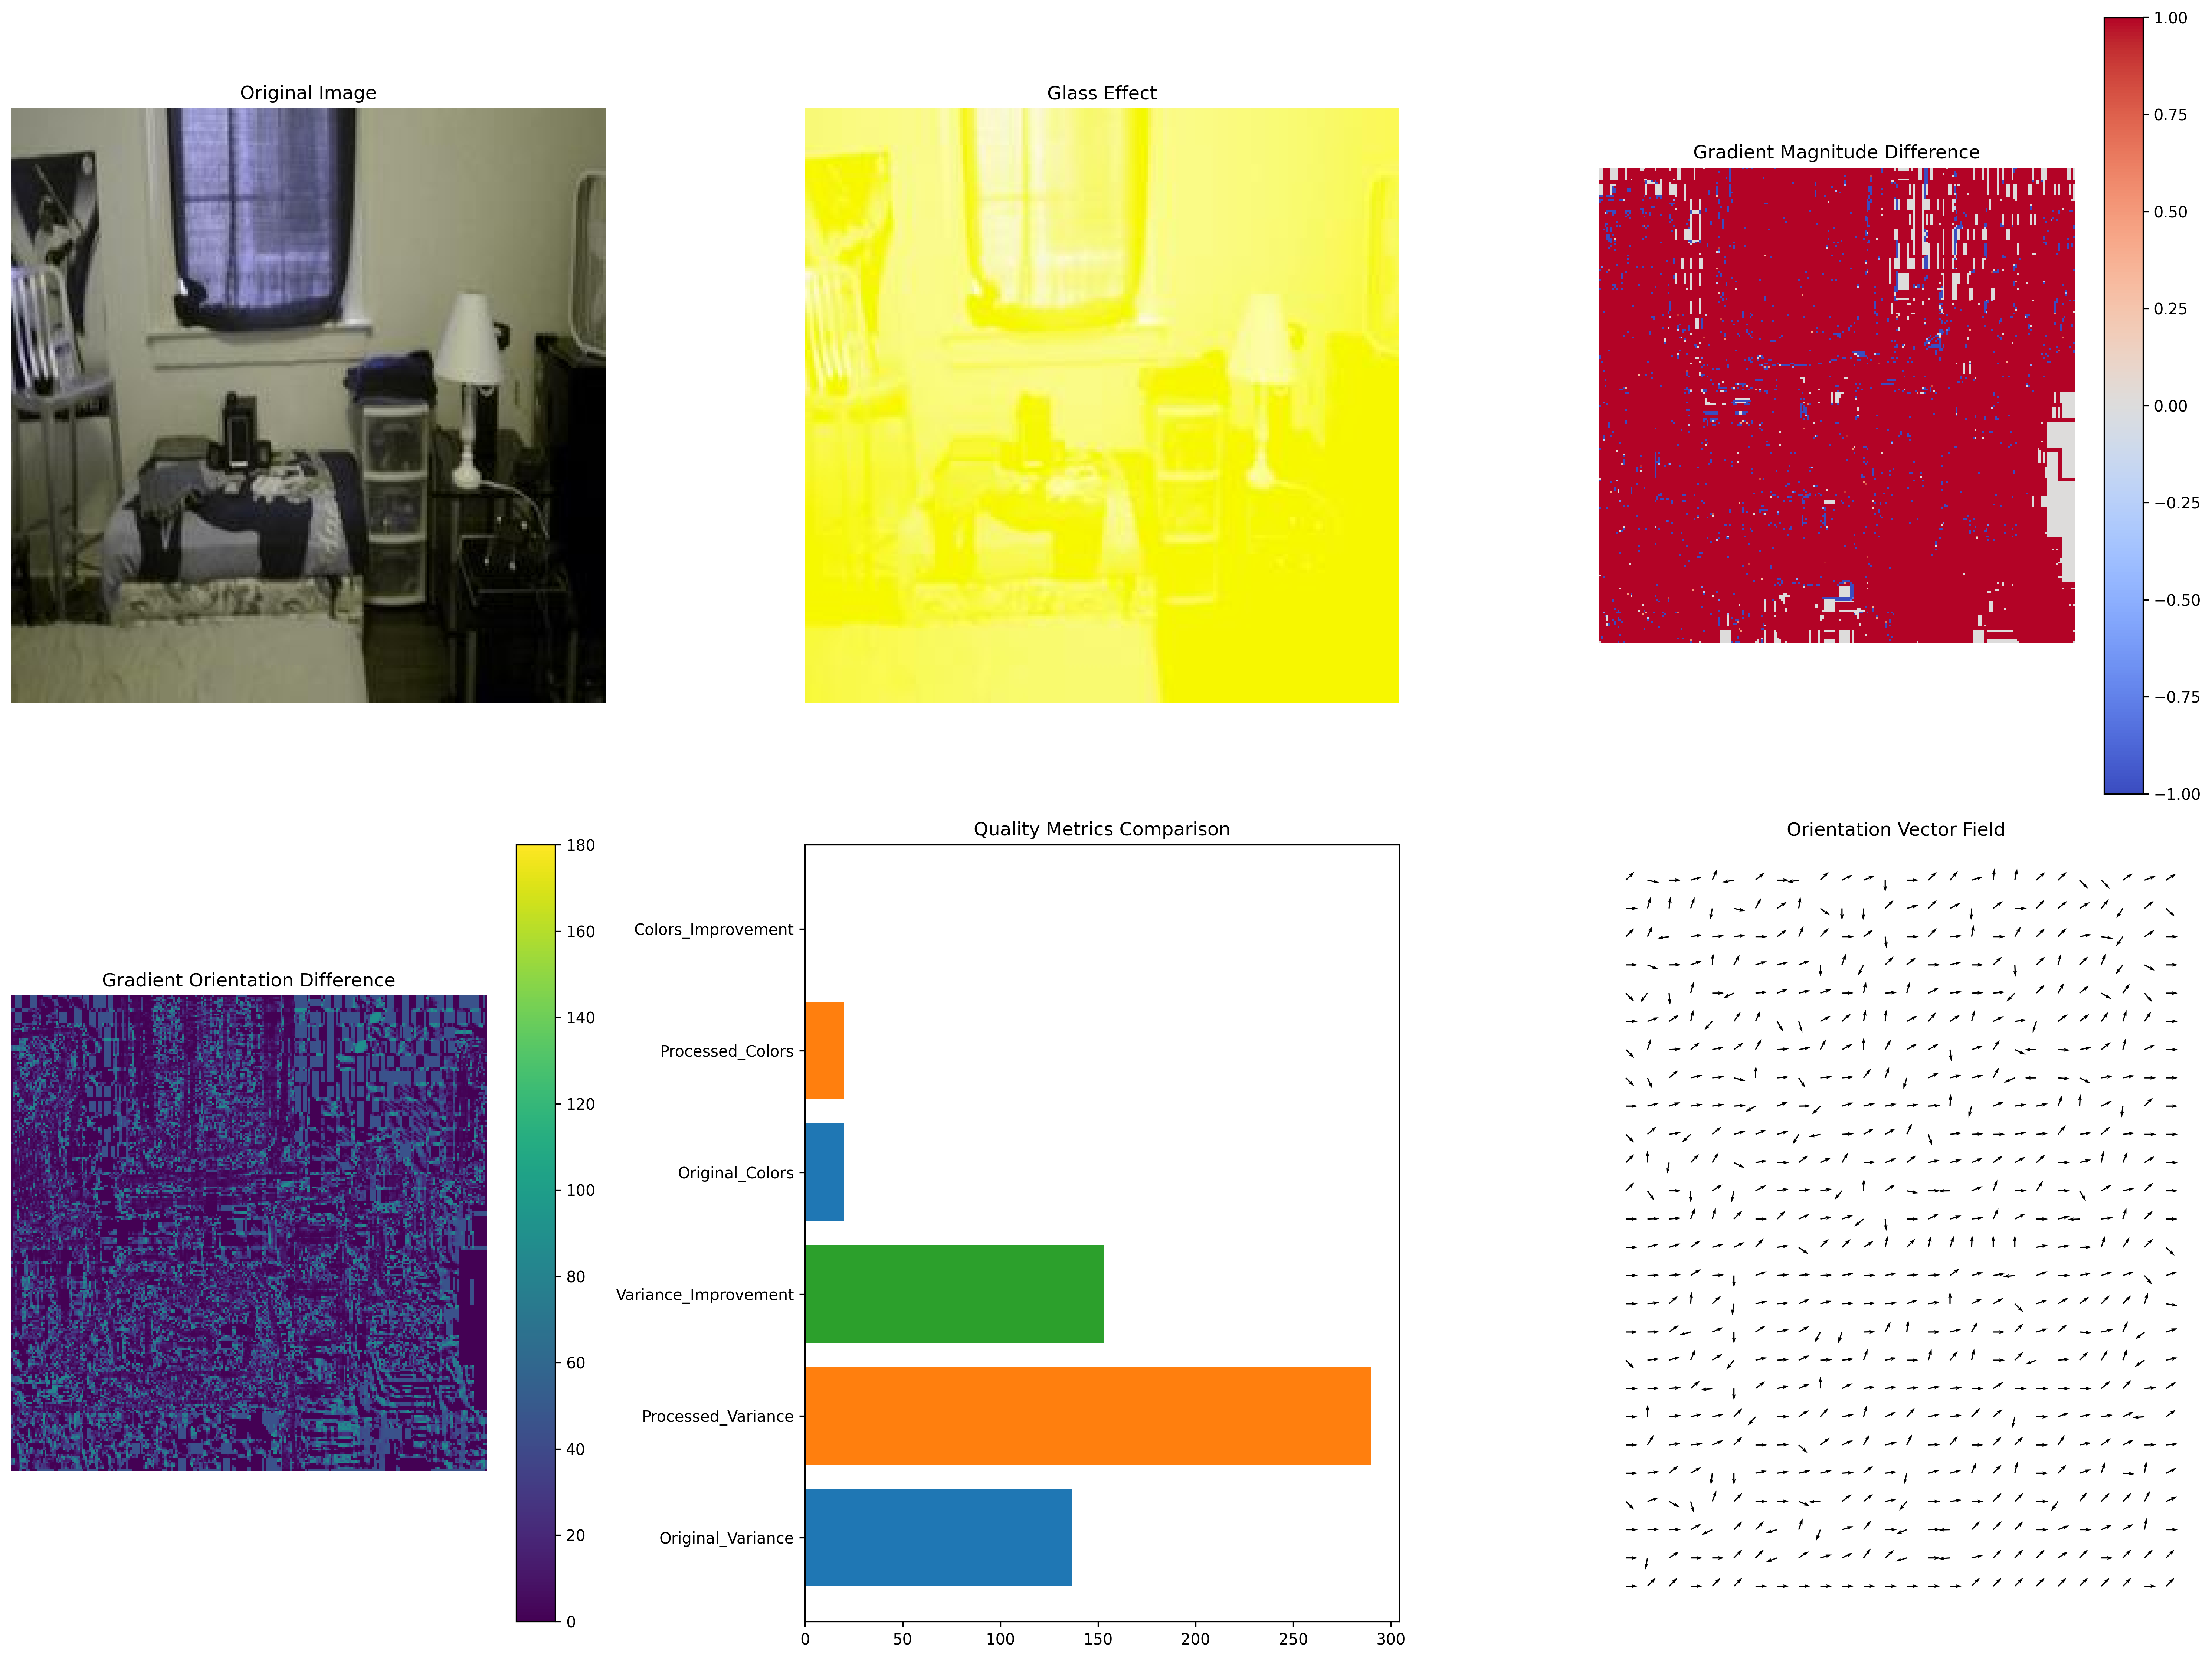 Original Image
Glass Effect
Gradient Magnitude Difference
1.00
0.75
0.50
0.25
0.00
−0.25
−0.50
−0.75
−1.00
Gradient Orientation Difference
180
160
140
120
100
80
60
40
20
0
Quality Metrics Comparison
Colors_Improvement
Processed_Colors
Original_Colors
Variance_Improvement
Processed_Variance
Original_Variance
0 50 100 150 200 250 300
Orientation Vector Field